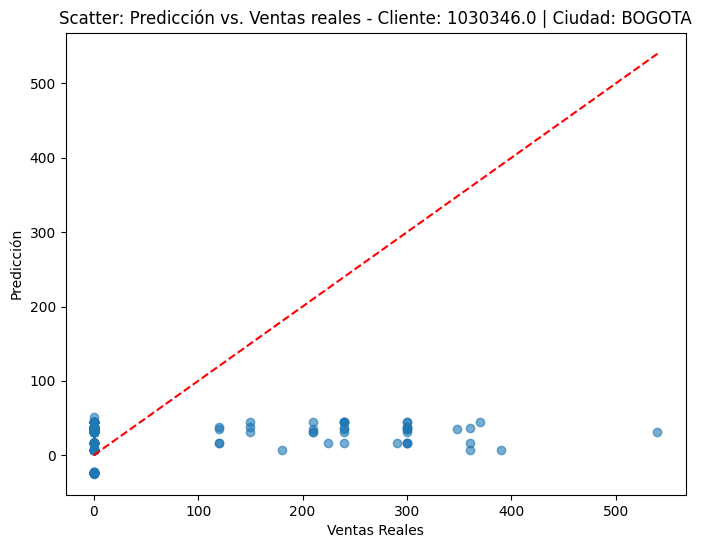 Scatter: Predicción vs. Ventas reales - Cliente: 1030346.0 | Ciudad: BOGOTA
500
400
300
200
100
0
Predicción
0 100 200 300 400 500
Ventas Reales